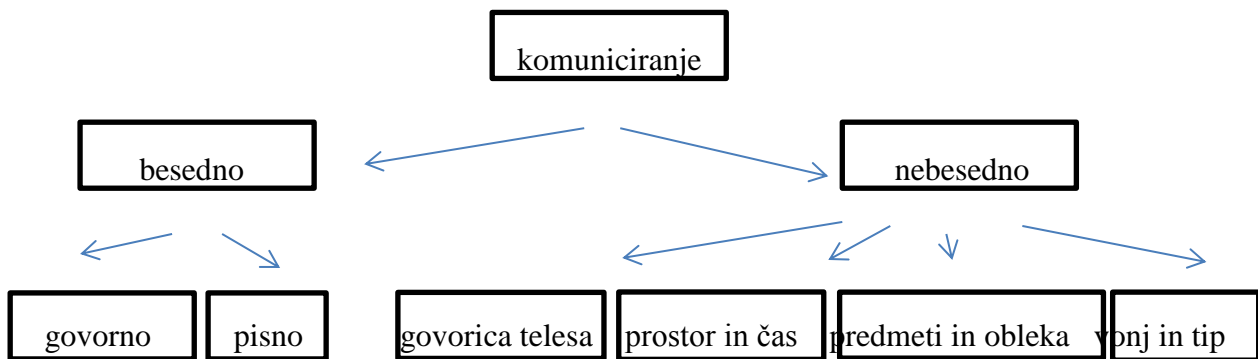 komuniciranje
besedno
nebesedno
govorno
pisno
govorica telesa
prostor in čas
predmeti in obleka
vonj in tip